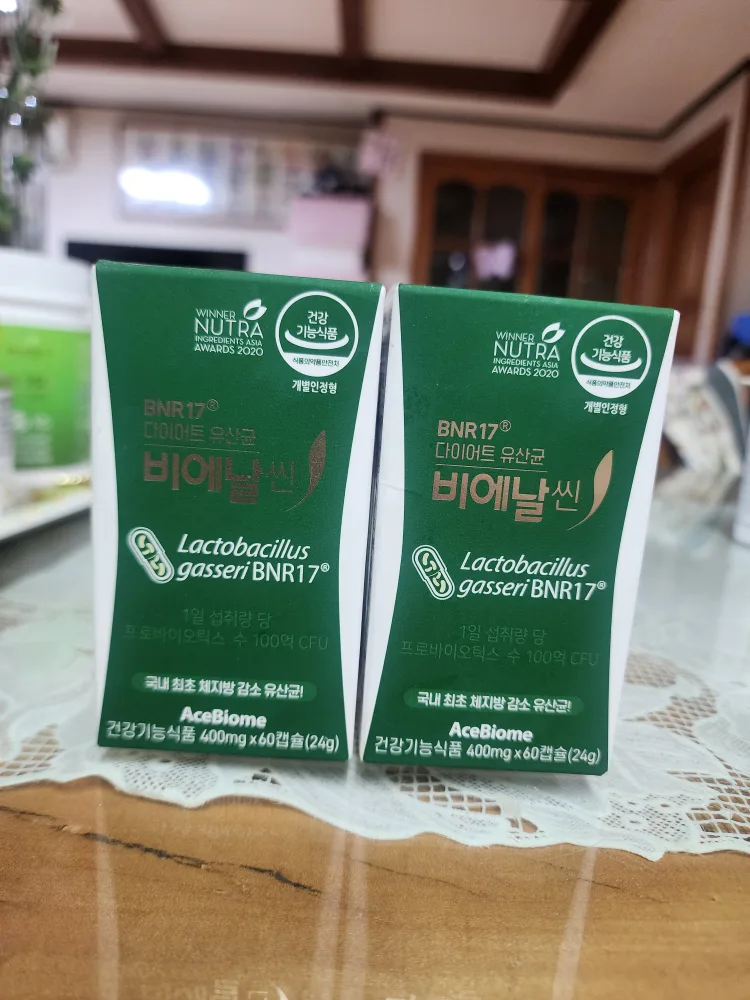 WINNER
NUTRA
INGREDIENTS ASIA
AWARDS 2020
건강
기능식품
식품의약품안전처
개별인정형
BNR17®
다이어트 유산균
비에날씬
Lactobacillus
gasseri BNR17®
1일 섭취량 당
프로바이오틱스 수 100억 CFU
국내 최초 체지방 감소 유산균!
AceBiome
건강기능식품 400mg x 60캡슐(24g)
WINNER
NUTRA
INGREDIENTS ASIA
AWARDS 2020
건강
기능식품
식품의약품안전처
개별인정형
BNR17®
다이어트 유산균
비에날씬
Lactobacillus
gasseri BNR17®
1일 섭취량 당
프로바이오틱스 수 100억 CFU
국내 최초 체지방 감소 유산균!
AceBiome
건강기능식품 400mg x 60캡슐(24g)